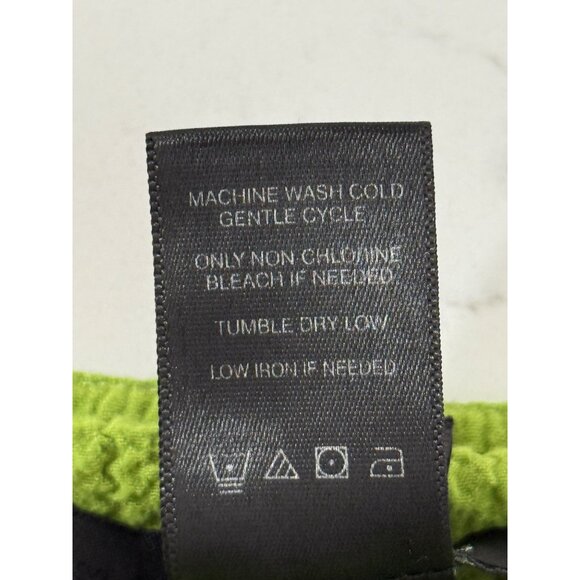 MACHINE WASH COLD
GENTLE CYCLE
ONLY NON CHLORINE
BLEACH IF NEEDED
TUMBLE DRY LOW
LOW IRON IF NEEDED